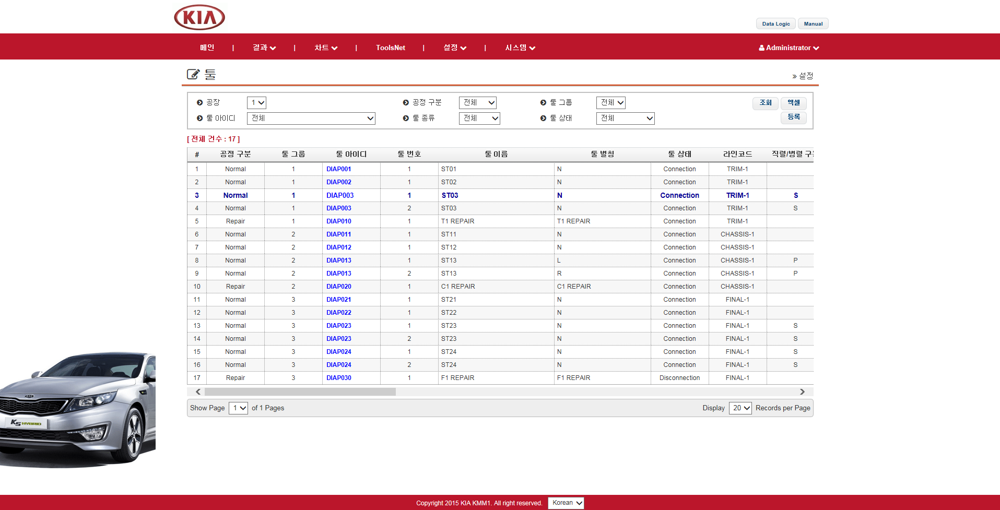 KIA
Data Logic Manual
메인 | 결과 | 차트 | ToolsNet | 설정 | 시스템 Administrator
툴 » 설정
공장 1 공정 구분 전체 툴 그룹 전체 조회 엑셀
툴 아이디 전체 툴 종류 전체 툴 상태 전체 등록
[ 전체 건수 : 17 ]
# 공정 구분 툴 그룹 툴 아이디 툴 번호 툴 이름 툴 별칭 툴 상태 라인코드 직렬/병렬
1 Normal 1 DIAP001 1 ST01 N Connection TRIM-1
2 Normal 1 DIAP002 1 ST02 N Connection TRIM-1
3 Normal 1 DIAP003 1 ST03 N Connection TRIM-1 S
4 Normal 1 DIAP003 2 ST03 N Connection TRIM-1 S
5 Repair 1 DIAP010 1 T1 REPAIR T1 REPAIR Connection TRIM-1
6 Normal 2 DIAP011 1 ST11 N Connection CHASSIS-1
7 Normal 2 DIAP012 1 ST12 N Connection CHASSIS-1
8 Normal 2 DIAP013 1 ST13 L Connection CHASSIS-1 P
9 Normal 2 DIAP013 2 ST13 R Connection CHASSIS-1 P
10 Repair 2 DIAP020 1 C1 REPAIR C1 REPAIR Connection CHASSIS-1
11 Normal 3 DIAP021 1 ST21 N Connection FINAL-1
12 Normal 3 DIAP022 1 ST22 N Connection FINAL-1
13 Normal 3 DIAP023 1 ST23 N Connection FINAL-1 S
14 Normal 3 DIAP023 2 ST23 N Connection FINAL-1 S
15 Normal 3 DIAP024 1 ST24 N Connection FINAL-1 S
16 Normal 3 DIAP024 2 ST24 N Connection FINAL-1 S
17 Repair 3 DIAP030 1 F1 REPAIR F1 REPAIR Disconnection FINAL-1
Show Page 1 of 1 Pages Display 20 Records per Page
K5 HYBRID
Copyright 2015 KIA KMM1. All right reserved. Korean